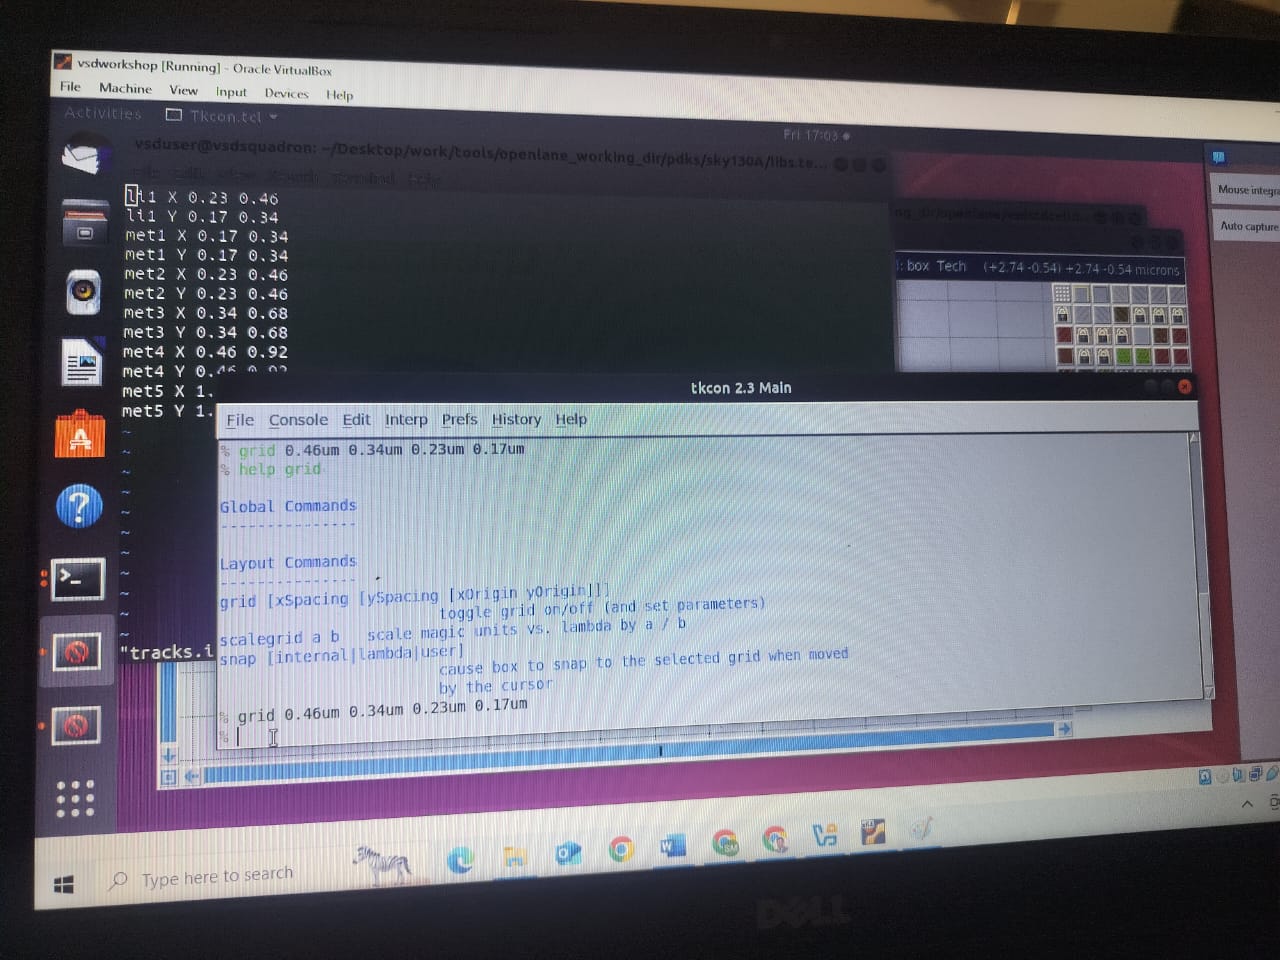 vsdworkshop [Running] - Oracle VirtualBox
File Machine View Input Devices Help
Activities Tkcon.tcl
Fri 17:03
vsduser@vsdsquadron: ~/Desktop/work/tools/openlane_working_dir/pdks/sky130A/libs.te...
li1 X 0.23 0.46
li1 Y 0.17 0.34
met1 X 0.17 0.34
met1 Y 0.17 0.34
met2 X 0.23 0.46
met2 Y 0.23 0.46
met3 X 0.34 0.68
met3 Y 0.34 0.68
met4 X 0.46 0.92
met4 Y 0.46 0.92
met5 X 1.
met5 Y 1.
~
~
~
~
~
~
~
~
~
~
~
"tracks.i
Mouse integra
Auto capture
: box Tech (+2.74 -0.54) +2.74 -0.54 microns
tkcon 2.3 Main
File Console Edit Interp Prefs History Help
% grid 0.46um 0.34um 0.23um 0.17um
% help grid
Global Commands
---------------
Layout Commands
---------------
grid [xSpacing [ySpacing [xOrigin yOrigin]]]
toggle grid on/off (and set parameters)
scalegrid a b scale magic units vs. lambda by a / b
snap [internal|lambda|user]
cause box to snap to the selected grid when moved
by the cursor
% grid 0.46um 0.34um 0.23um 0.17um
%
Type here to search
DELL